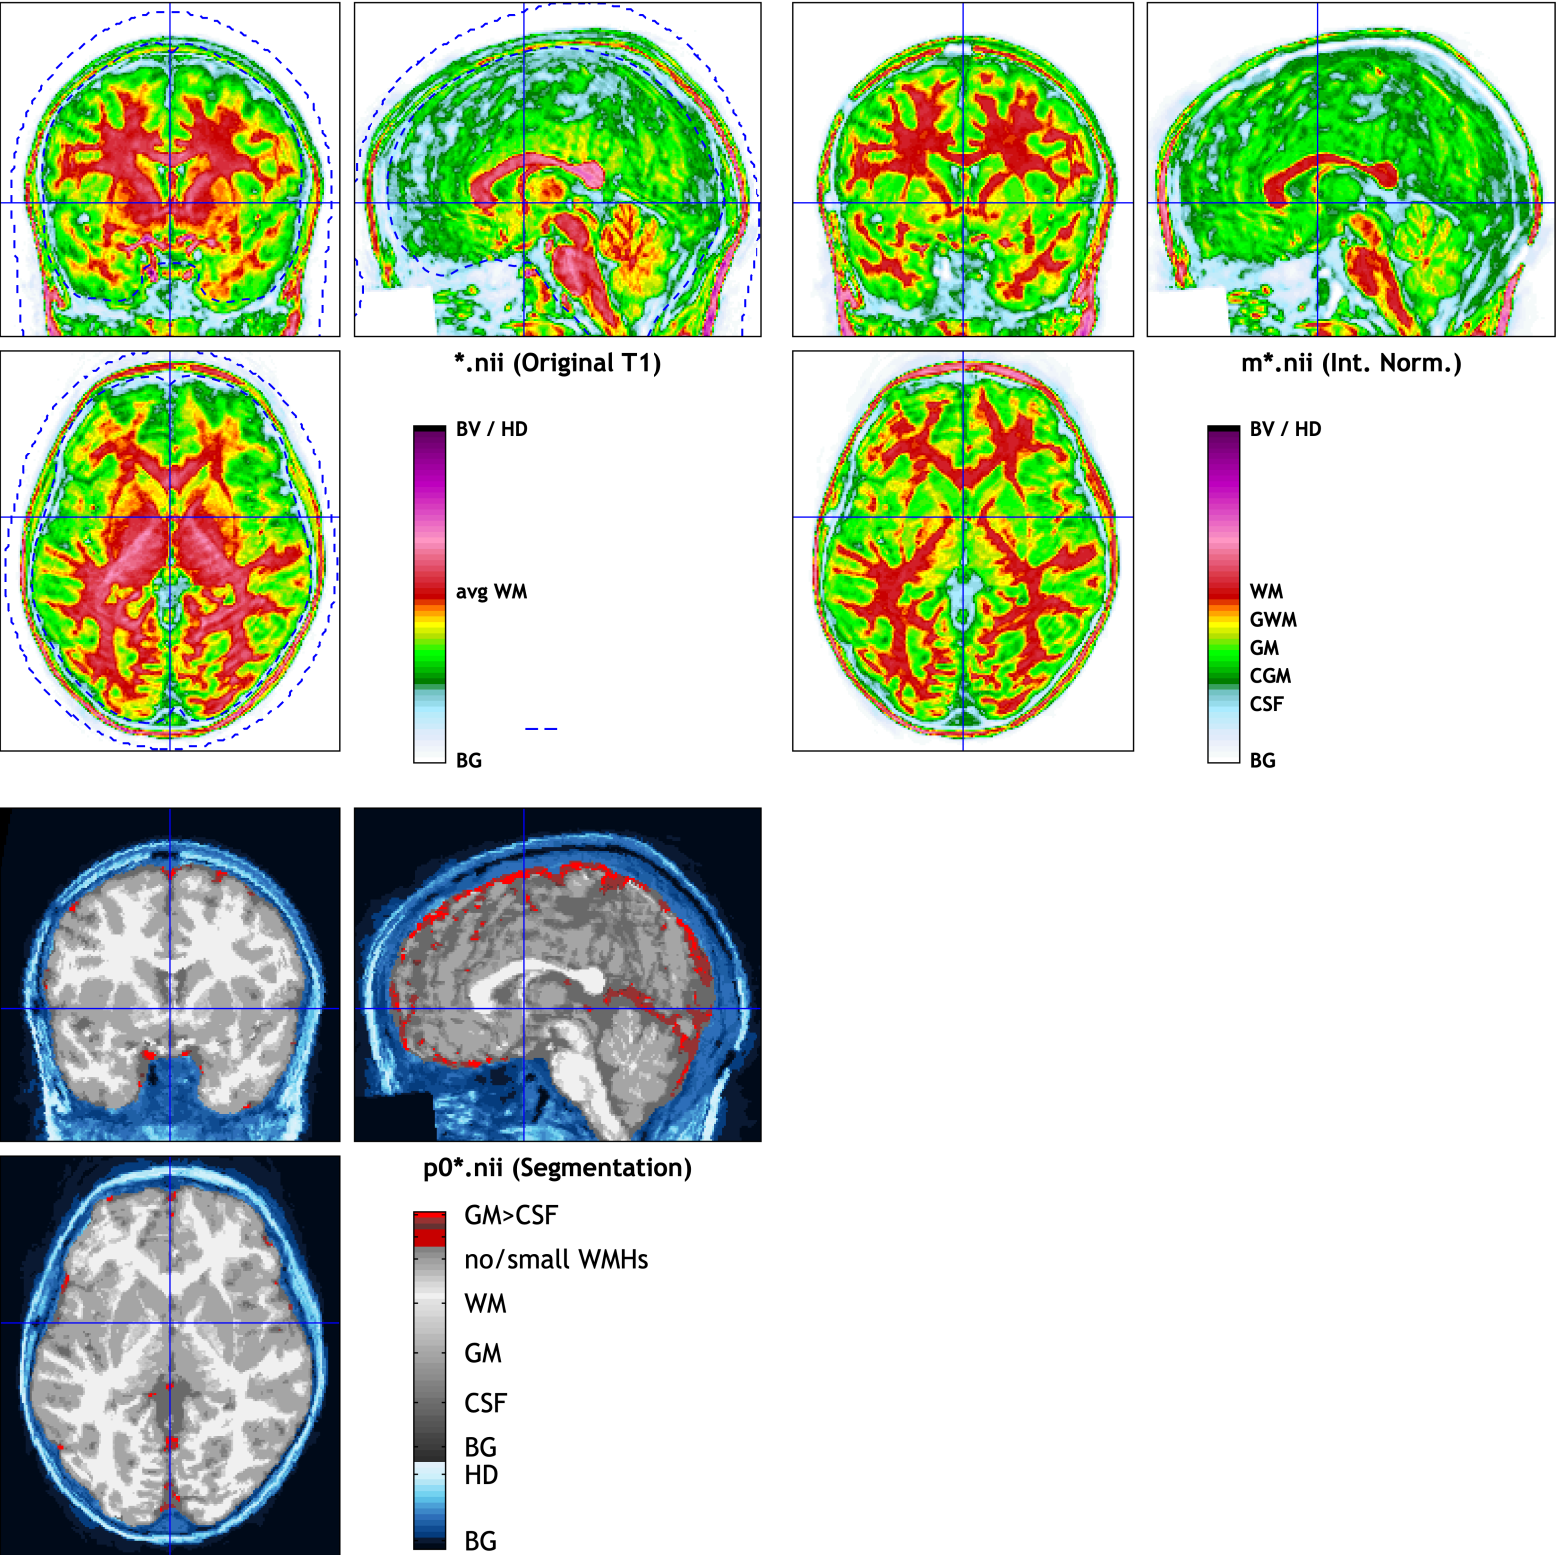 *.nii (Original T1)
BV / HD
avg WM
BG
m*.nii (Int. Norm.)
BV / HD
WM
GWM
GM
CGM
CSF
BG
p0*.nii (Segmentation)
GM>CSF
no/small WMHs
WM
GM
CSF
BG
HD
BG